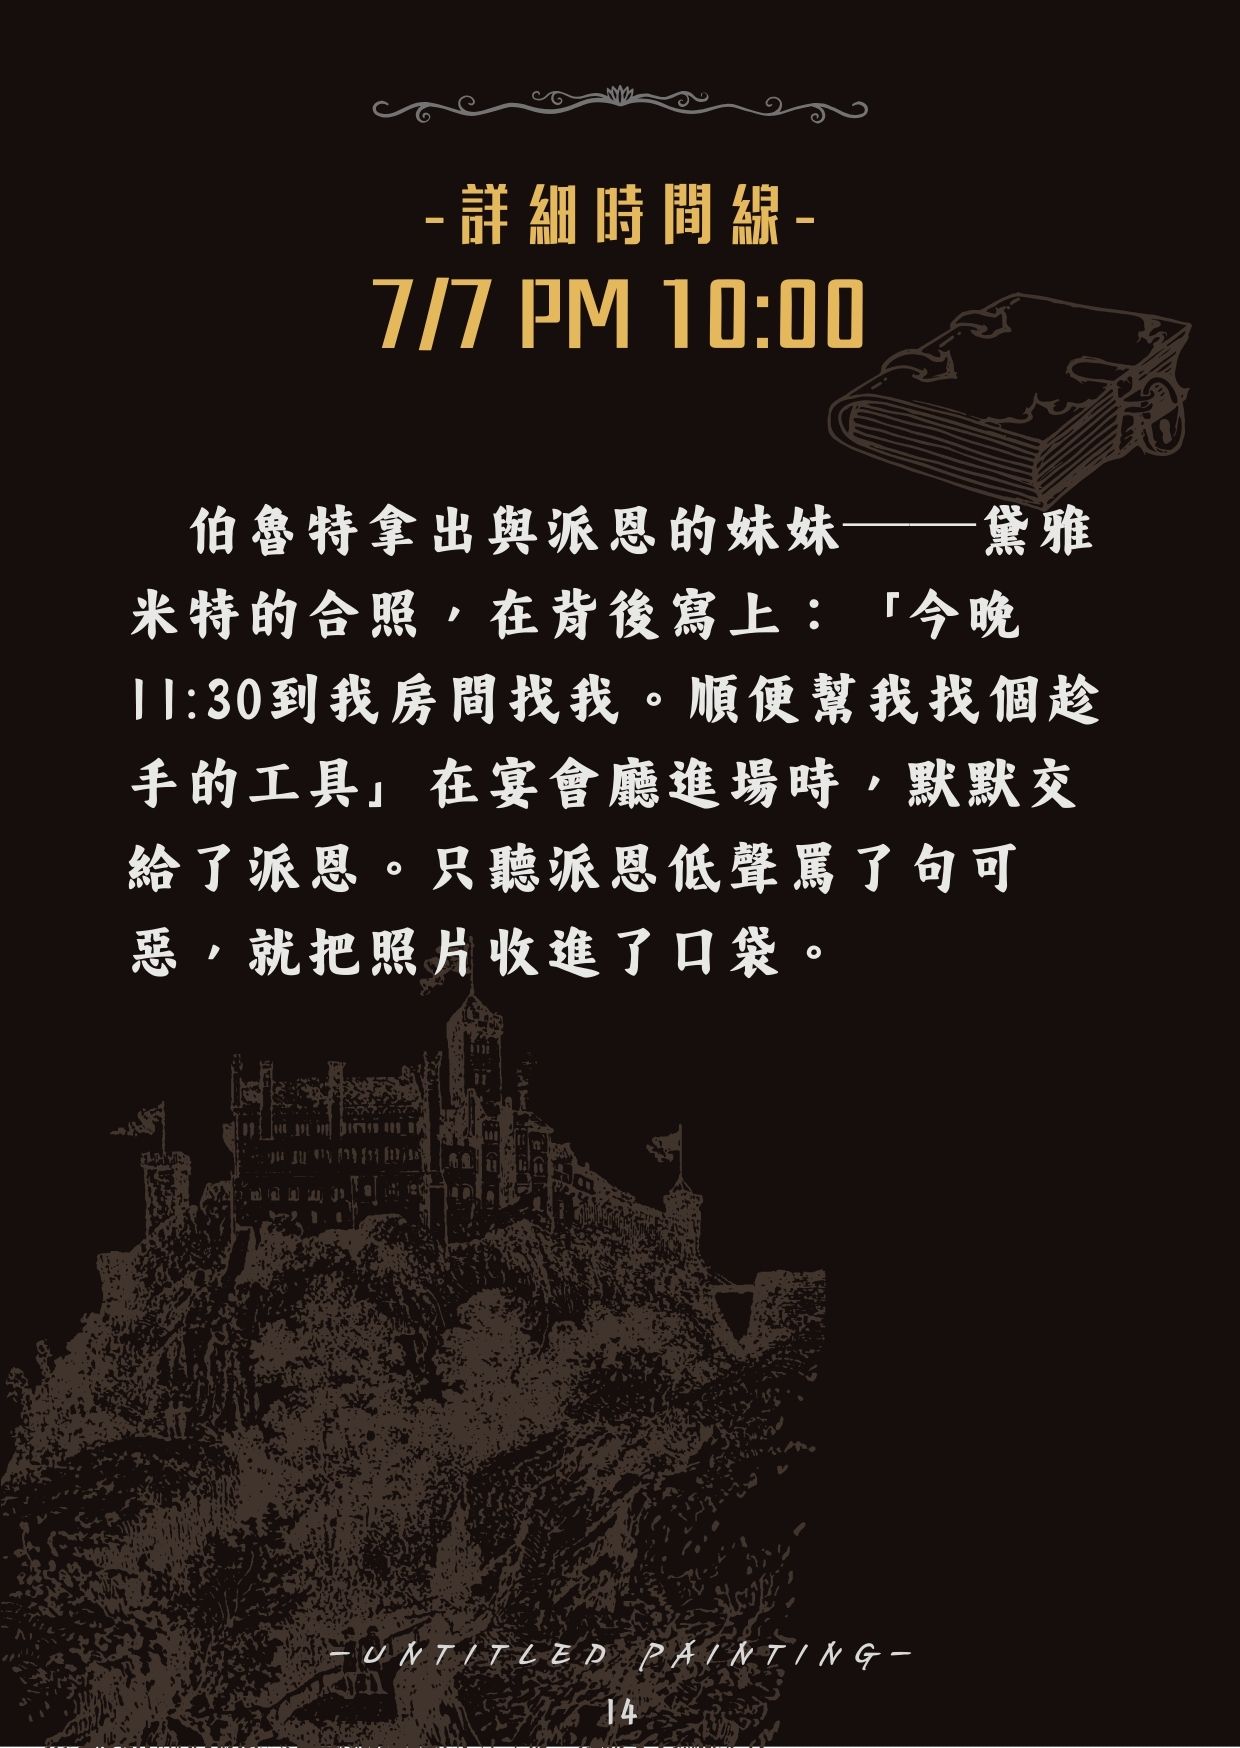 -詳細時間線-
7/7 PM 10:00
伯魯特拿出與派恩的妹妹——黛雅
米特的合照，在背後寫上：「今晚
11:30到我房間找我。順便幫我找個趁
手的工具」在宴會廳進場時，默默交
給了派恩。只聽派恩低聲罵了句可
惡，就把照片收進了口袋。
-UNTITLED PAINTING-
14